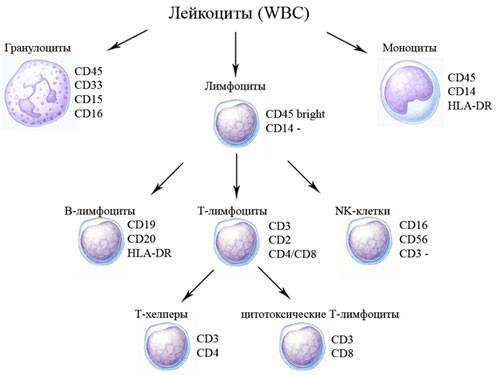 Лейкоциты (WBC)
Гранулоциты
CD45
CD33
CD15
CD16
Лимфоциты
CD45 bright
CD14 -
Моноциты
CD45
CD14
HLA-DR
В-лимфоциты
CD19
CD20
HLA-DR
Т-лимфоциты
CD3
CD2
CD4/CD8
NK-клетки
CD16
CD56
CD3 -
Т-хелперы
CD3
CD4
цитотоксические Т-лимфоциты
CD3
CD8